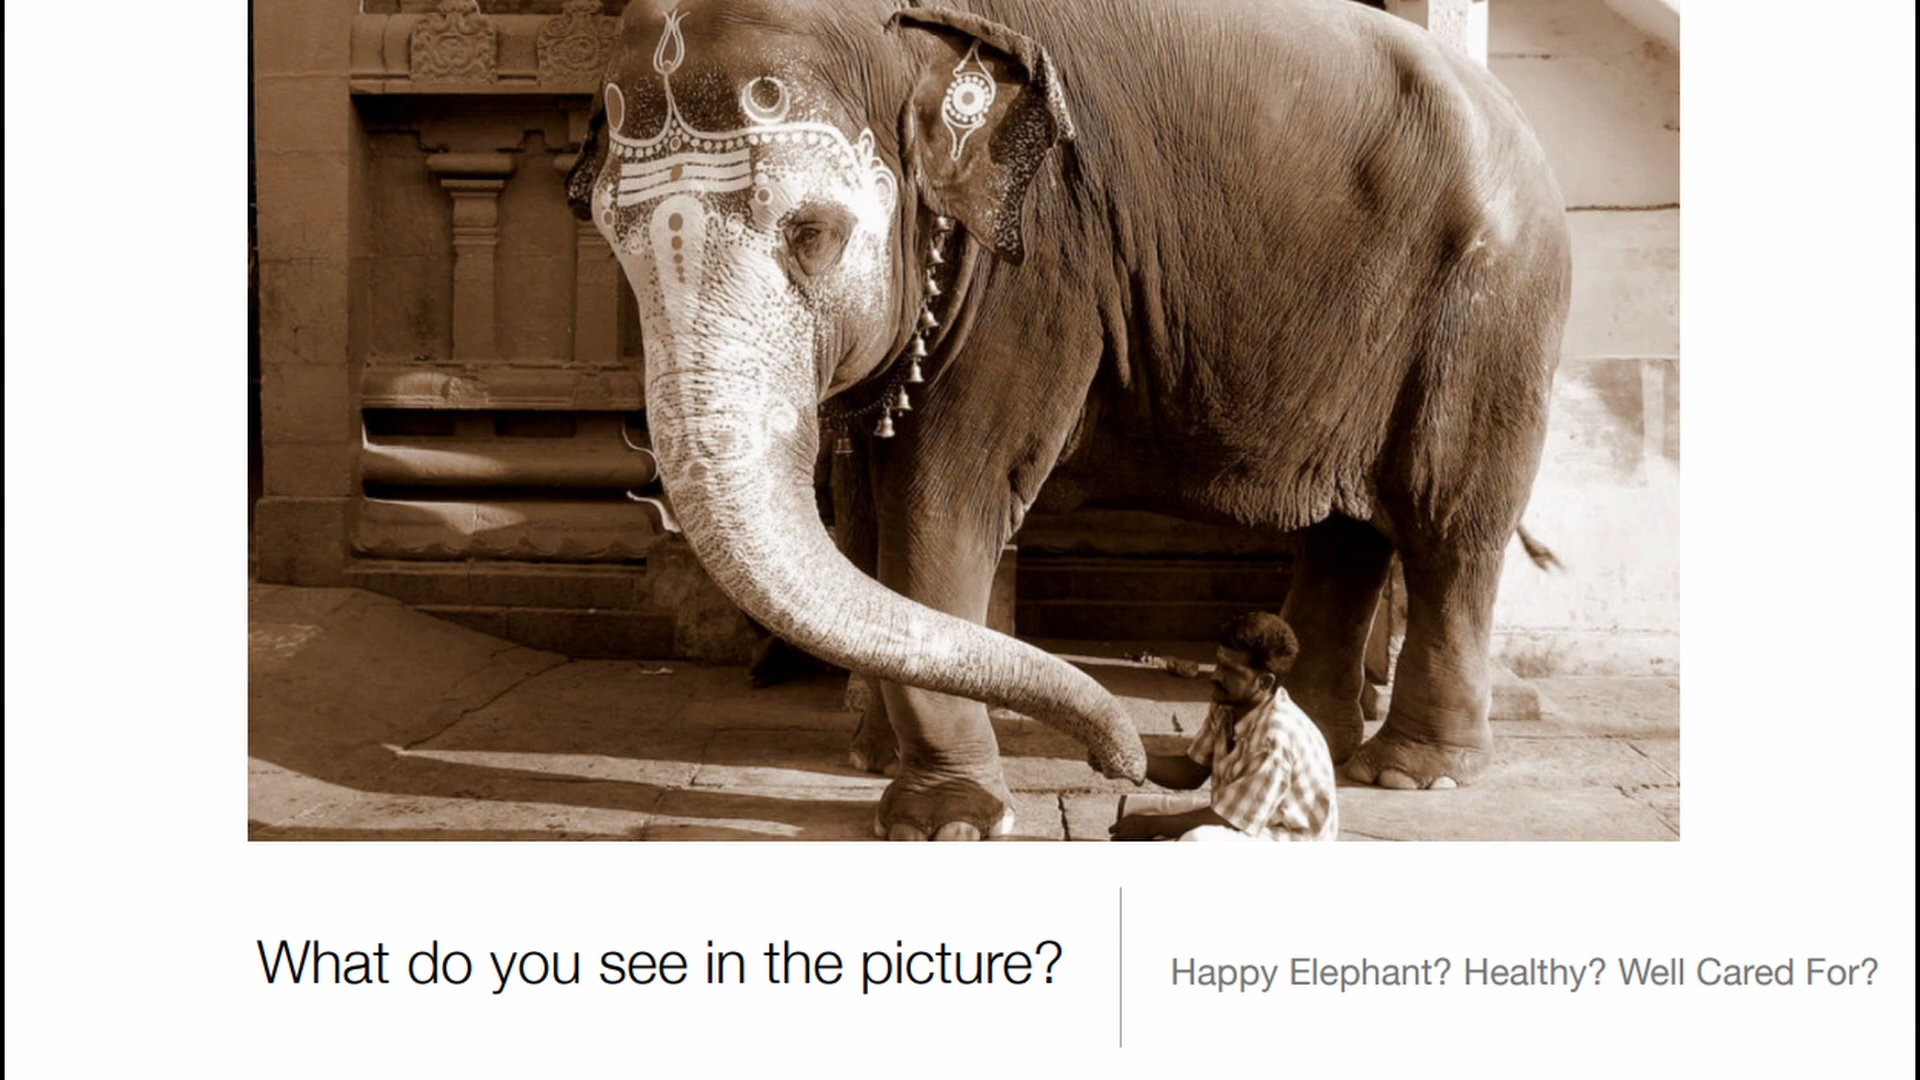 What do you see in the picture?
Happy Elephant? Healthy? Well Cared For?